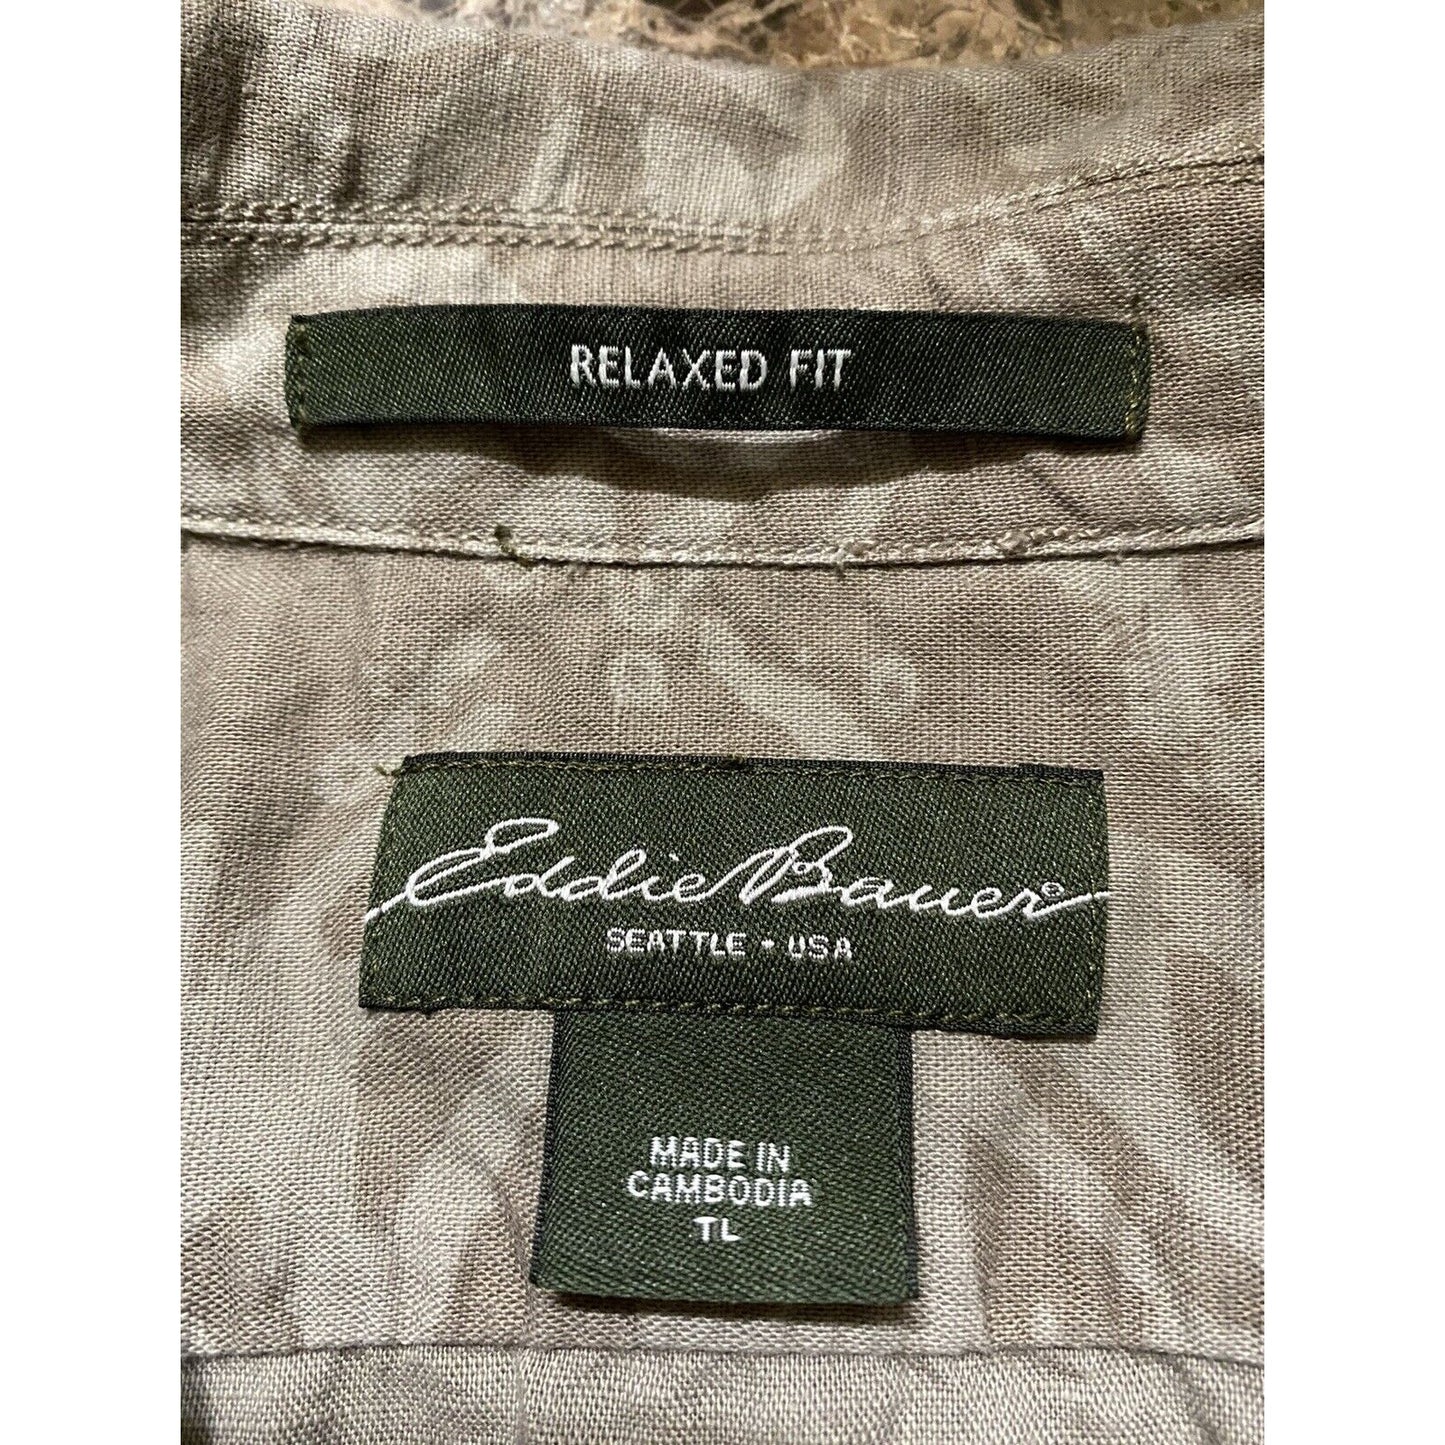 RELAXED FIT
Eddie Bauer®
SEATTLE • USA
MADE IN
CAMBODIA
TL